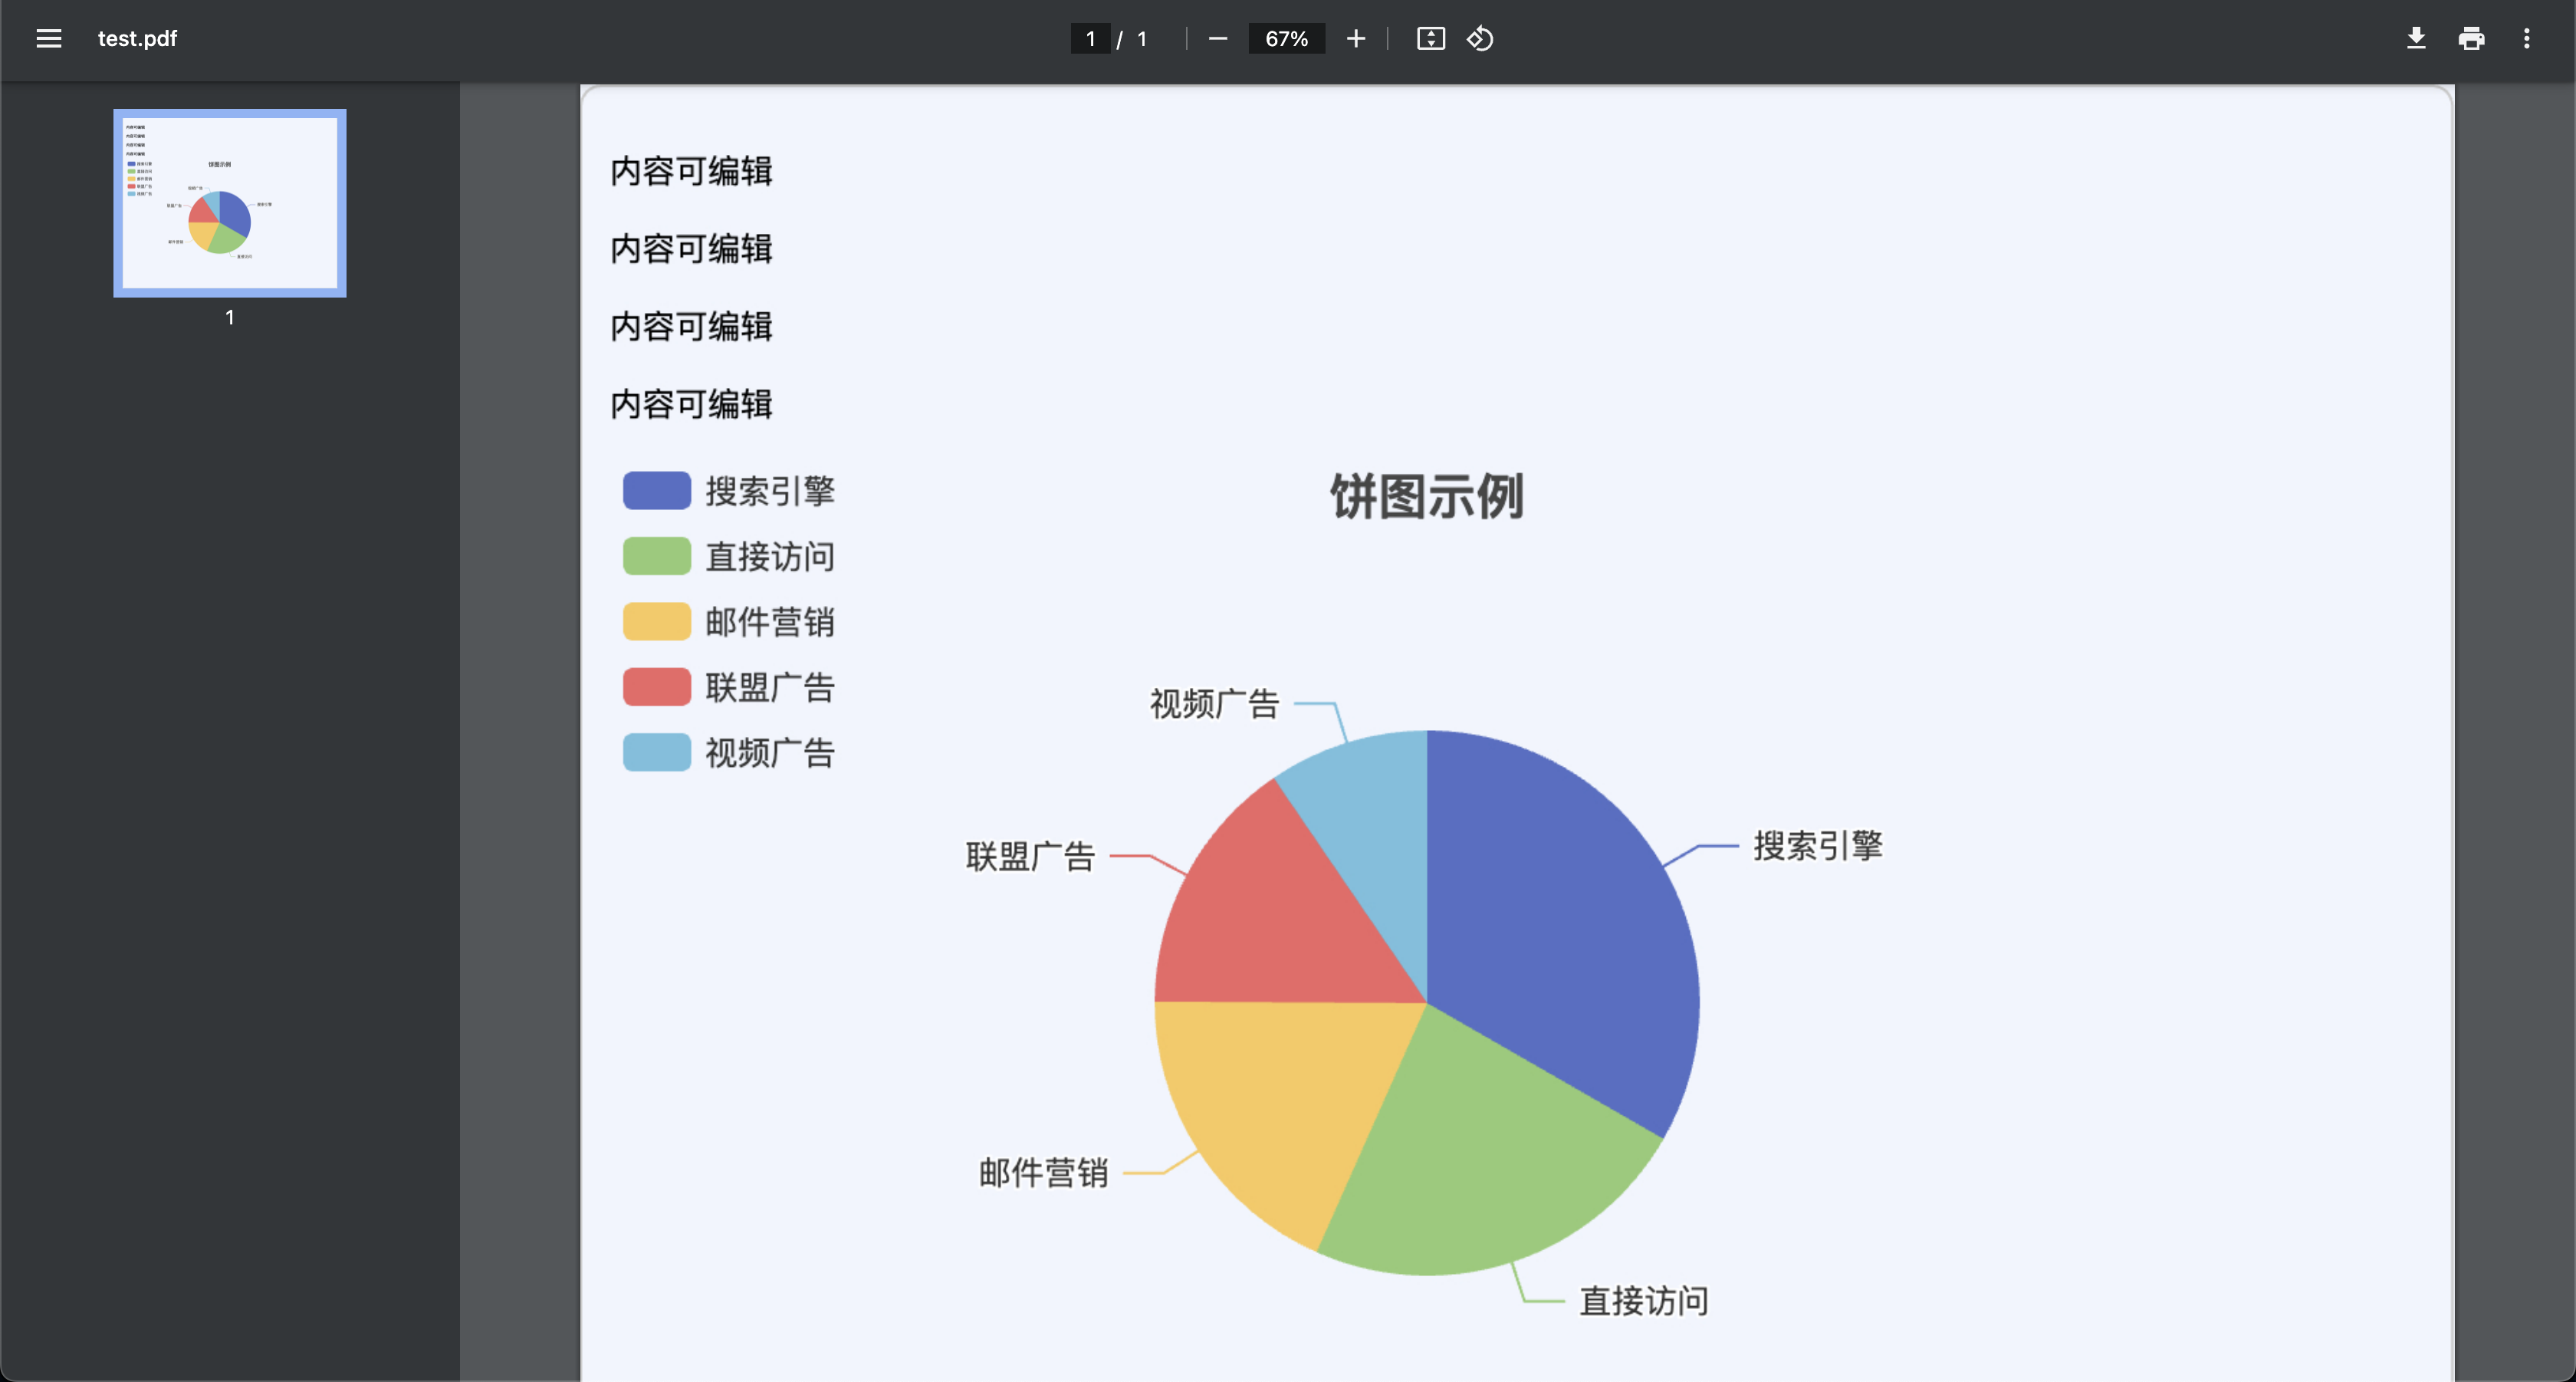 test.pdf
1 / 1
67%
1
内容可编辑
内容可编辑
内容可编辑
内容可编辑
饼图示例
搜索引擎
直接访问
邮件营销
联盟广告
视频广告
视频广告
搜索引擎
联盟广告
邮件营销
直接访问